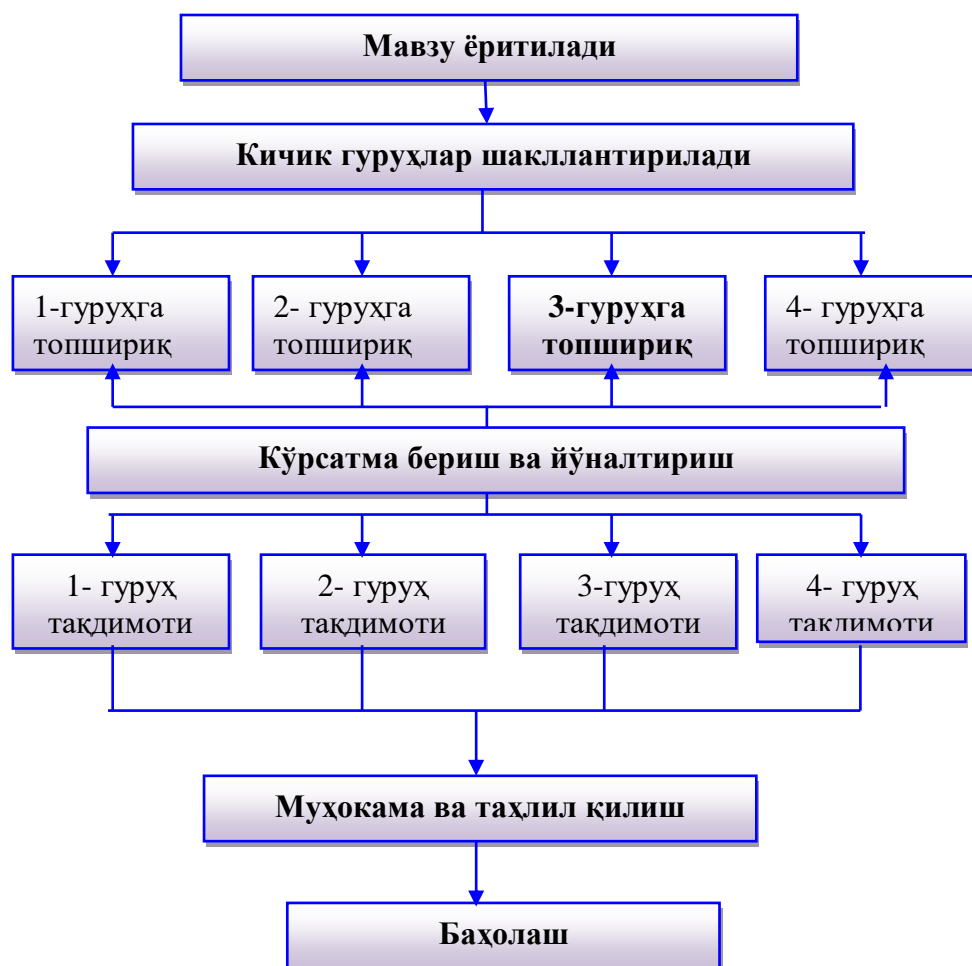 Мавзу ёритилади
Кичик гуруҳлар шакллантирилади
1-гуруҳга
топшириқ
2- гуруҳга
топшириқ
3-гуруҳга
топшириқ
4- гуруҳга
топшириқ
Кўрсатма бериш ва йўналтириш
1- гуруҳ
тақдимоти
2- гуруҳ
тақдимоти
3-гуруҳ
тақдимоти
4- гуруҳ
тақдимоти
Муҳокама ва таҳлил қилиш
Баҳолаш